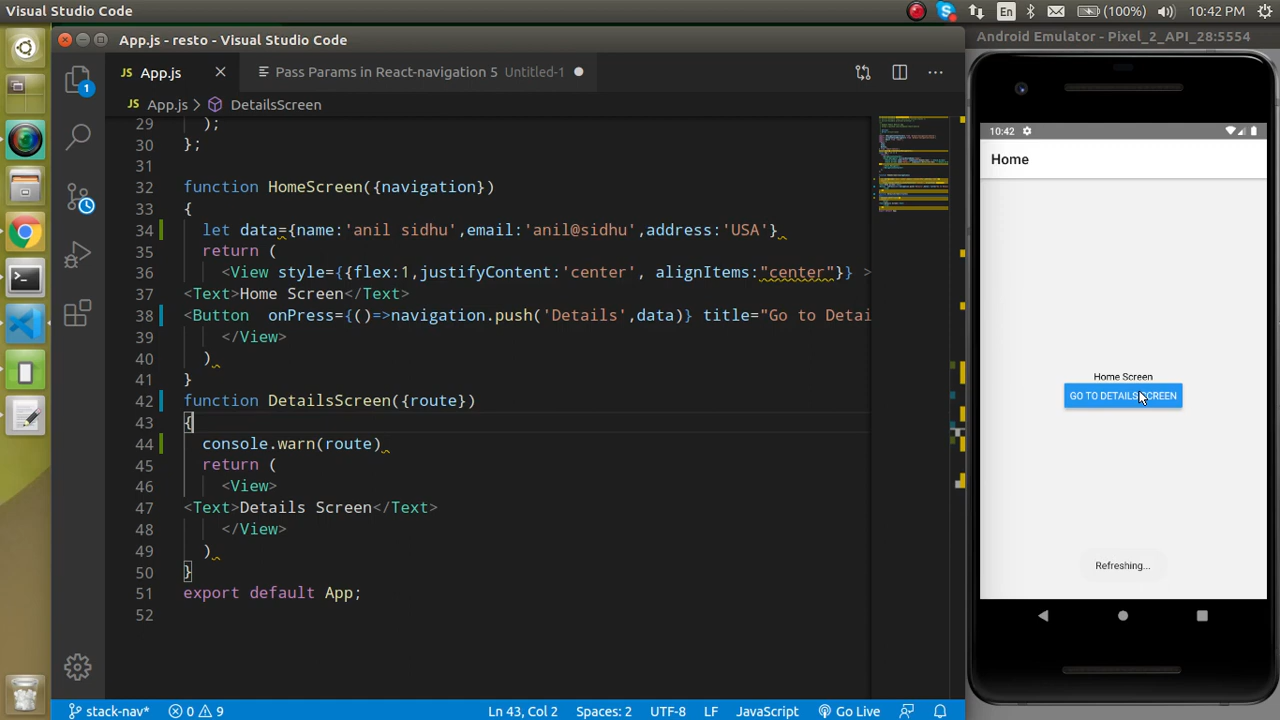 Visual Studio Code
En
(100%)
10:42 PM
App.js - resto - Visual Studio Code
JS App.js
Pass Params in React-navigation 5 Untitled-1
1
JS App.js > DetailsScreen
29 );
30 };
31
32 function HomeScreen({navigation})
33 {
34 let data={name:'anil sidhu',email:'anil@sidhu',address:'USA'}
35 return (
36 <View style={{flex:1,justifyContent:'center', alignItems:"center"}} >
37 <Text>Home Screen</Text>
38 <Button onPress={()=>navigation.push('Details',data)} title="Go to Detai
39 </View>
40 )
41 }
42 function DetailsScreen({route})
43 {
44 console.warn(route)
45 return (
46 <View>
47 <Text>Details Screen</Text>
48 </View>
49 )
50 }
51 export default App;
52
stack-nav*
0
9
Ln 43, Col 2
Spaces: 2
UTF-8
LF
JavaScript
Go Live
Android Emulator - Pixel_2_API_28:5554
10:42
Home
Home Screen
GO TO DETAILS SCREEN
Refreshing...